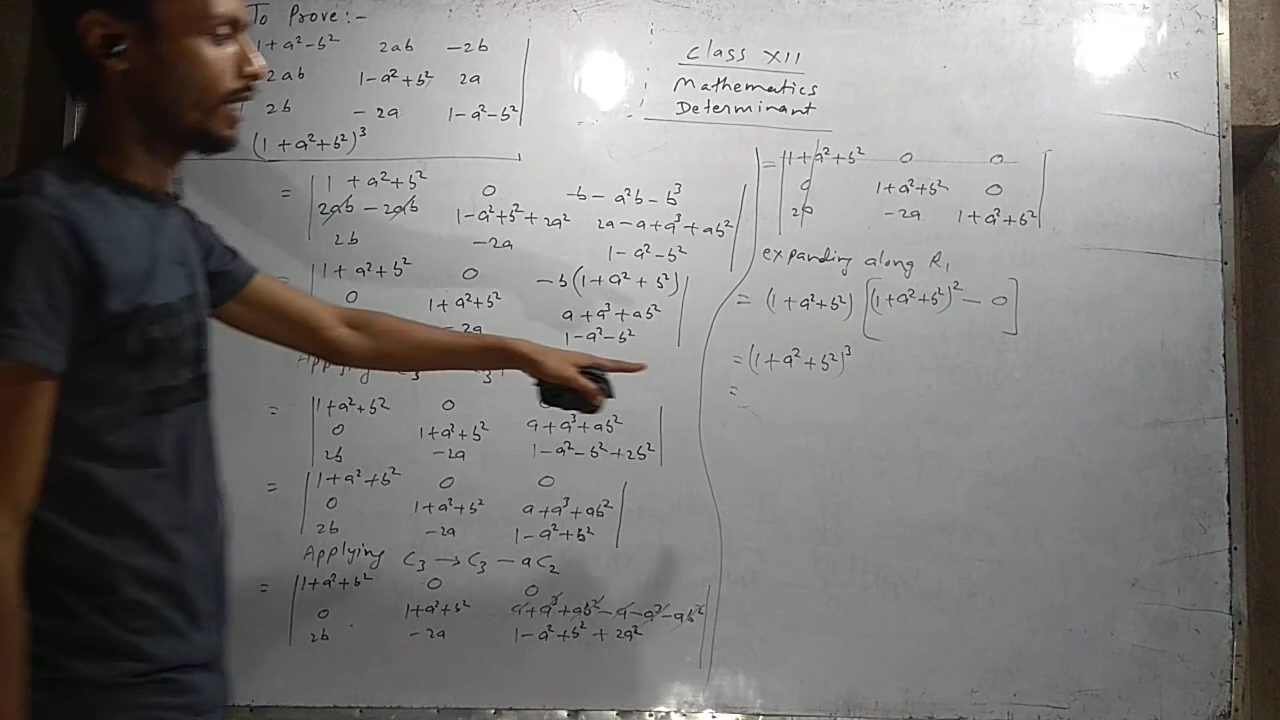 To Prove :-
1 + a² - b² 2ab -2b
2ab 1 - a² + b² 2a
2b - 2a 1 - a² - b²
(1 + a² + b²)³
= | 1 + a² + b² 0 -b - a²b - b³ |
2ab - 2ab 1 - a² + b² + 2a² 2a - a + a³ + ab²
2b -2a 1 - a² - b²
= | 1 + a² + b² 0 -b(1 + a² + b²) |
0 1 + a² + b² a + a³ + ab²
-2a 1 - a² - b²
Applying
= | 1 + a² + b² 0 |
0 1 + a² + b² a + a³ + ab²
2b -2a 1 - a² - b² + 2b²
= | 1 + a² + b² 0 0 |
0 1 + a² + b² a + a³ + ab²
2b -2a 1 - a² + b²
Applying C₃ → C₃ - aC₂
= | 1 + a² + b² 0 0 |
0 1 + a² + b² a + a³ + ab² - a - a³ - ab²
2b -2a 1 - a² + b² + 2a²
Class XII
Mathematics
Determinant
= | 1 + a² + b² 0 0 |
0 1 + a² + b² 0
2b -2a 1 + a² + b²
expanding along R₁
= (1 + a² + b²) [(1 + a² + b²)² - 0]
= (1 + a² + b²)³
=